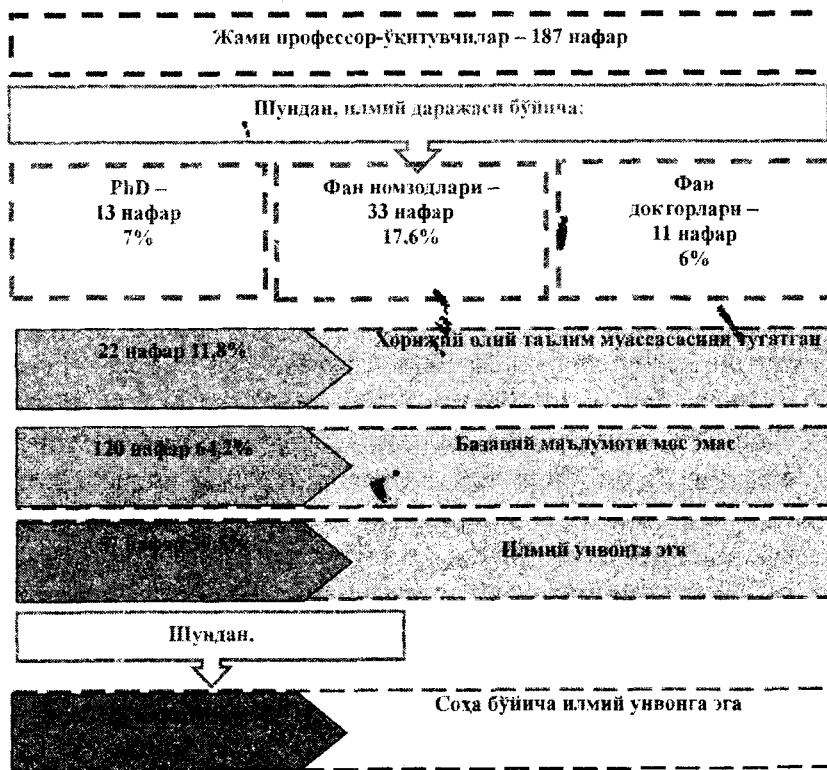 Жами профессор-ўқитувчилар – 187 нафар
Шундан, илмий даражаси бўйича:
PhD –
13 нафар
7%
Фан номзодлари –
33 нафар
17,6%
Фан
докторлари –
11 нафар
6%
22 нафар 11,8%
Хорижий олий таълим муассасасини тугатган
120 нафар 64,2%
Базавий маълумоти мос эмас
нафар
Илмий унвонга эга
Шундан,
Соҳа бўйича илмий унвонга эга